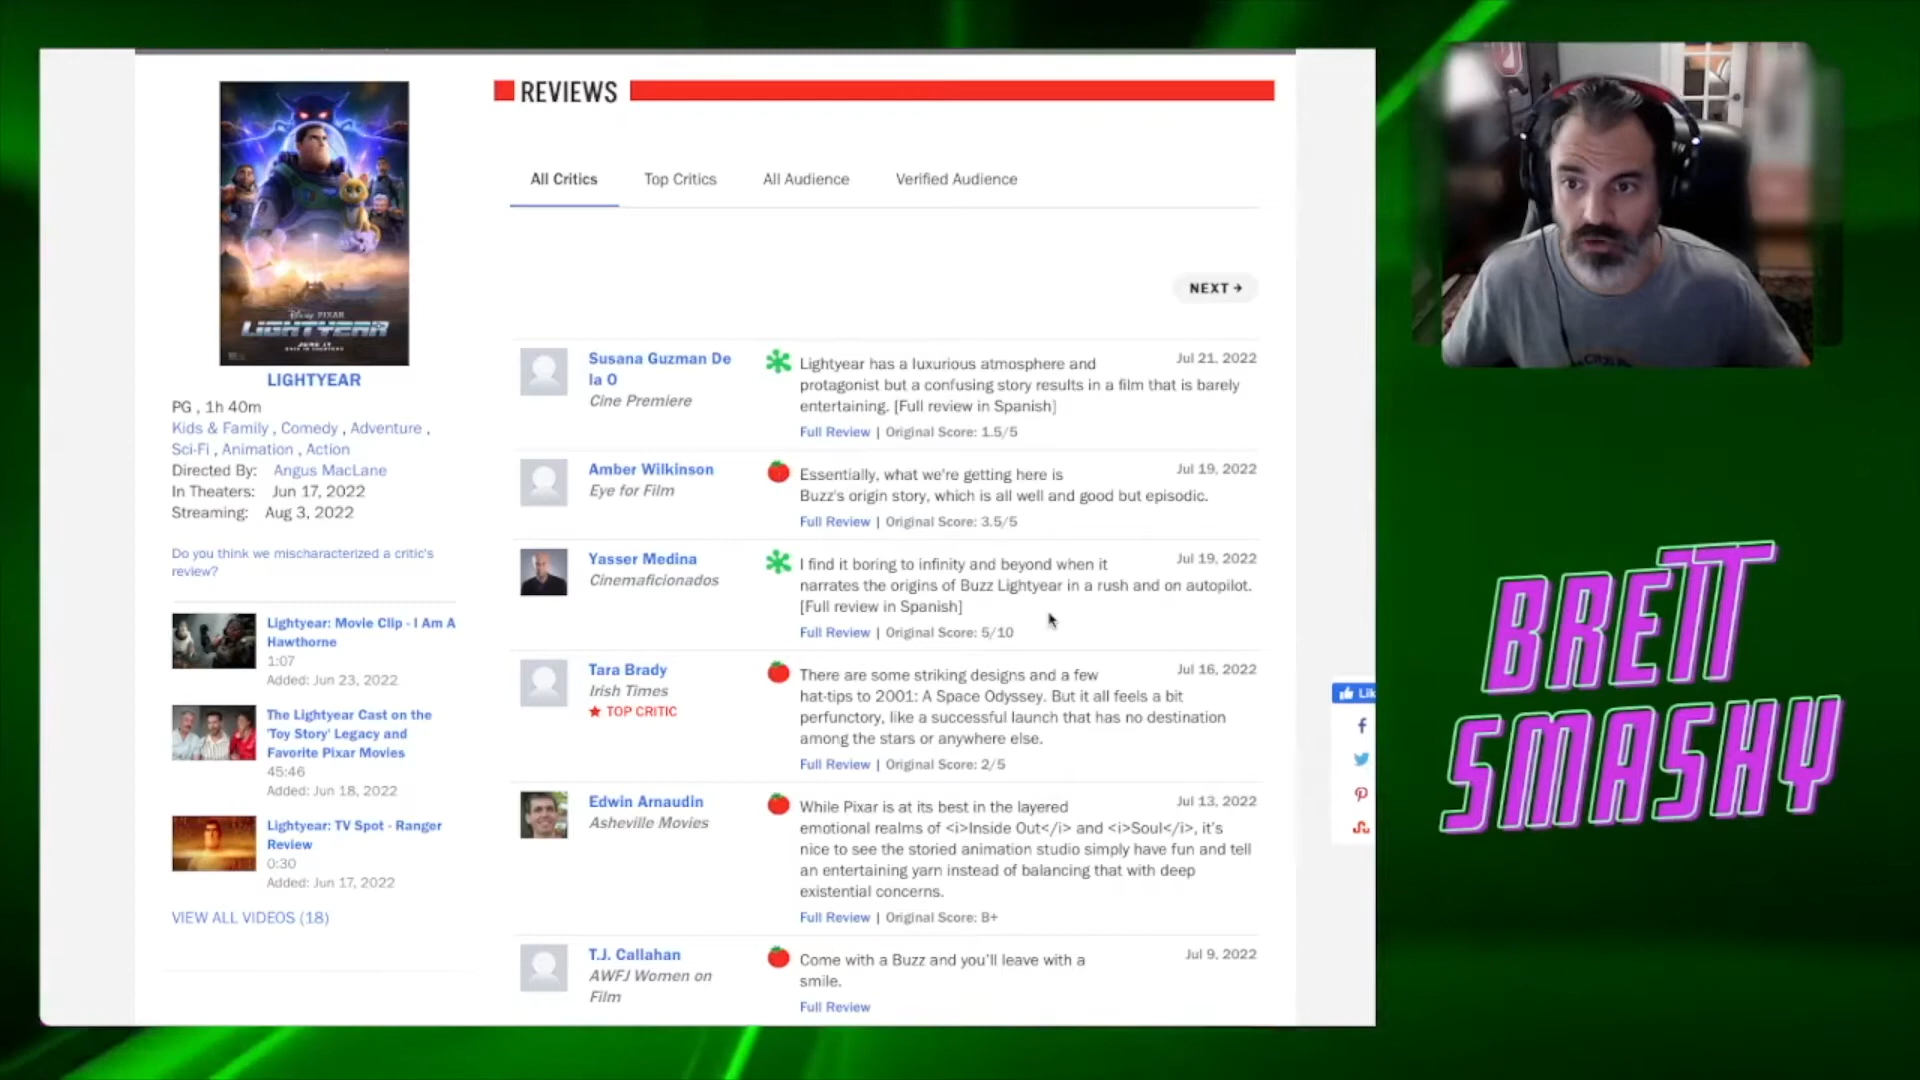 REVIEWS
All Critics
Top Critics
All Audience
Verified Audience
NEXT →
Disney PIXAR
LIGHTYEAR
JUNE 17
LIGHTYEAR
PG , 1h 40m
Kids & Family , Comedy , Adventure ,
Sci-Fi , Animation , Action
Directed By: Angus MacLane
In Theaters: Jun 17, 2022
Streaming: Aug 3, 2022
Do you think we mischaracterized a critic's
review?
Lightyear: Movie Clip - I Am A
Hawthorne
1:07
Added: Jun 23, 2022
The Lightyear Cast on the
'Toy Story' Legacy and
Favorite Pixar Movies
45:46
Added: Jun 18, 2022
Lightyear: TV Spot - Ranger
Review
0:30
Added: Jun 17, 2022
VIEW ALL VIDEOS (18)
Susana Guzman De
la O
Cine Premiere
Lightyear has a luxurious atmosphere and
protagonist but a confusing story results in a film that is barely
entertaining. [Full review in Spanish]
Full Review | Original Score: 1.5/5
Jul 21, 2022
Amber Wilkinson
Eye for Film
Essentially, what we're getting here is
Buzz's origin story, which is all well and good but episodic.
Full Review | Original Score: 3.5/5
Jul 19, 2022
Yasser Medina
Cinemaficionados
I find it boring to infinity and beyond when it
narrates the origins of Buzz Lightyear in a rush and on autopilot.
[Full review in Spanish]
Full Review | Original Score: 5/10
Jul 19, 2022
Tara Brady
Irish Times
★ TOP CRITIC
There are some striking designs and a few
hat-tips to 2001: A Space Odyssey. But it all feels a bit
perfunctory, like a successful launch that has no destination
among the stars or anywhere else.
Full Review | Original Score: 2/5
Jul 16, 2022
Edwin Arnaudin
Asheville Movies
While Pixar is at its best in the layered
emotional realms of <i>Inside Out</i> and <i>Soul</i>, it's
nice to see the storied animation studio simply have fun and tell
an entertaining yarn instead of balancing that with deep
existential concerns.
Full Review | Original Score: B+
Jul 13, 2022
T.J. Callahan
AWFJ Women on
Film
Come with a Buzz and you'll leave with a
smile.
Full Review
Jul 9, 2022
Lik
BRETT
SMASHY